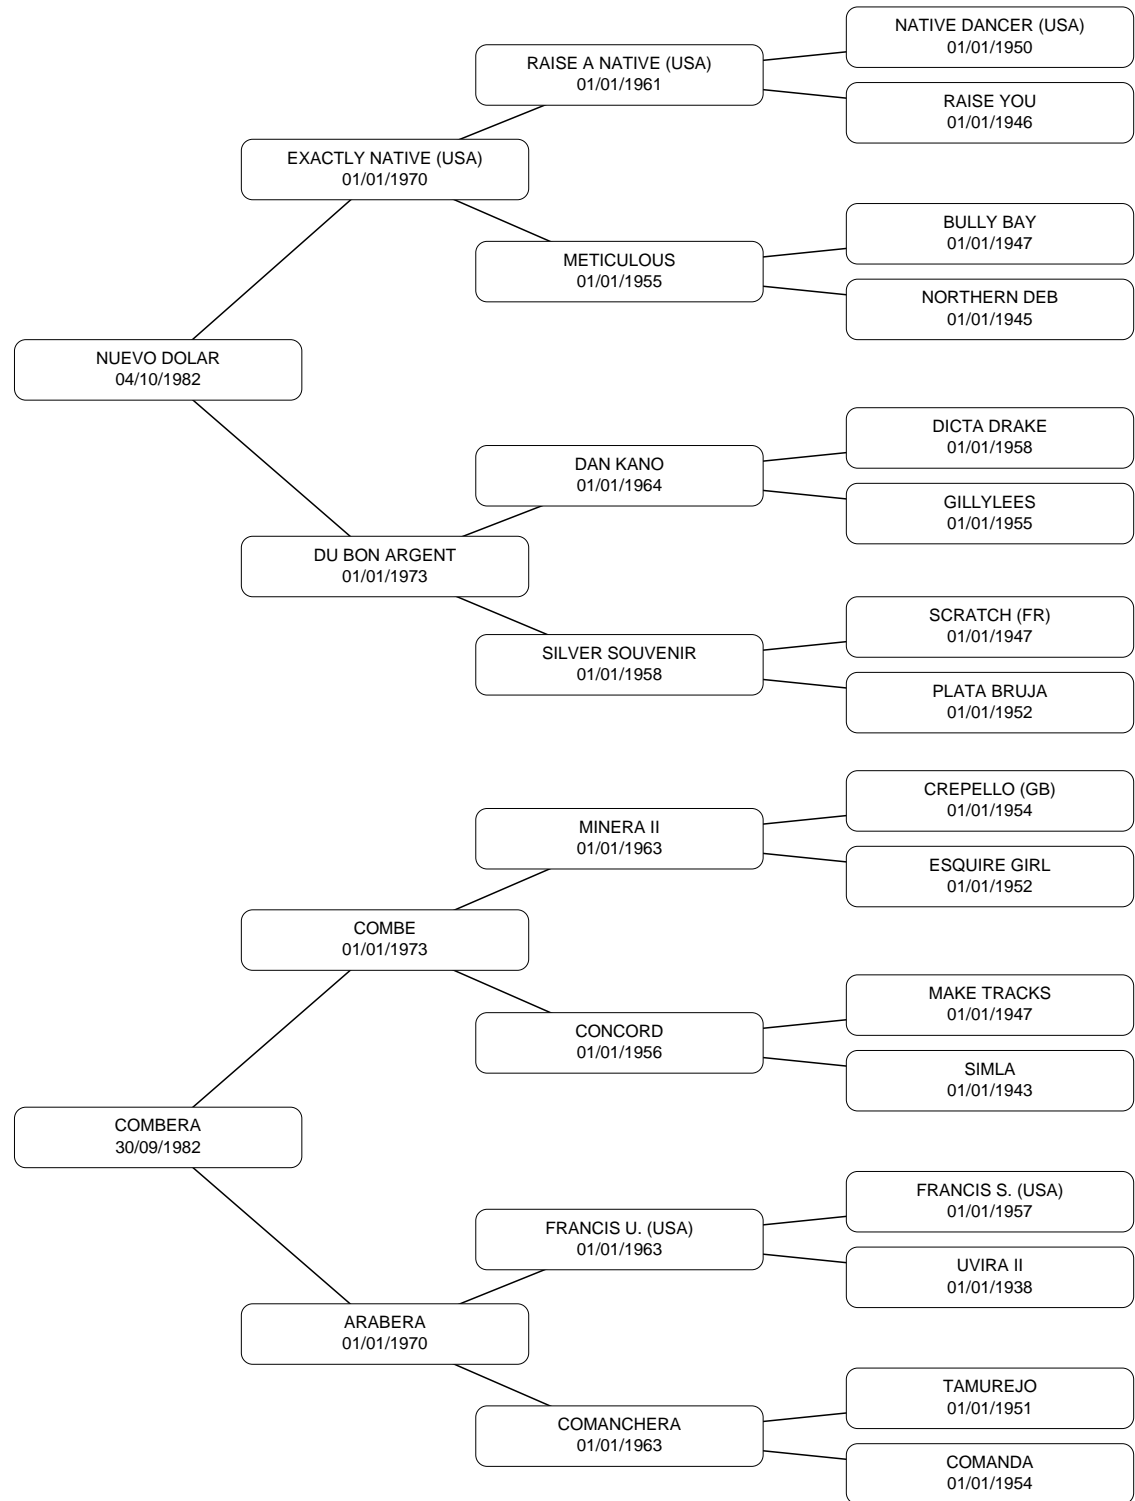 NATIVE DANCER (USA)
01/01/1950
RAISE A NATIVE (USA)
01/01/1961
RAISE YOU
01/01/1946
EXACTLY NATIVE (USA)
01/01/1970
BULLY BAY
01/01/1947
METICULOUS
01/01/1955
NORTHERN DEB
01/01/1945
NUEVO DOLAR
04/10/1982
DICTA DRAKE
01/01/1958
DAN KANO
01/01/1964
GILLYLEES
01/01/1955
DU BON ARGENT
01/01/1973
SCRATCH (FR)
01/01/1947
SILVER SOUVENIR
01/01/1958
PLATA BRUJA
01/01/1952
CREPELLO (GB)
01/01/1954
MINERA II
01/01/1963
ESQUIRE GIRL
01/01/1952
COMBE
01/01/1973
MAKE TRACKS
01/01/1947
CONCORD
01/01/1956
SIMLA
01/01/1943
COMBERA
30/09/1982
FRANCIS S. (USA)
01/01/1957
FRANCIS U. (USA)
01/01/1963
UVIRA II
01/01/1938
ARABERA
01/01/1970
TAMUREJO
01/01/1951
COMANCHERA
01/01/1963
COMANDA
01/01/1954